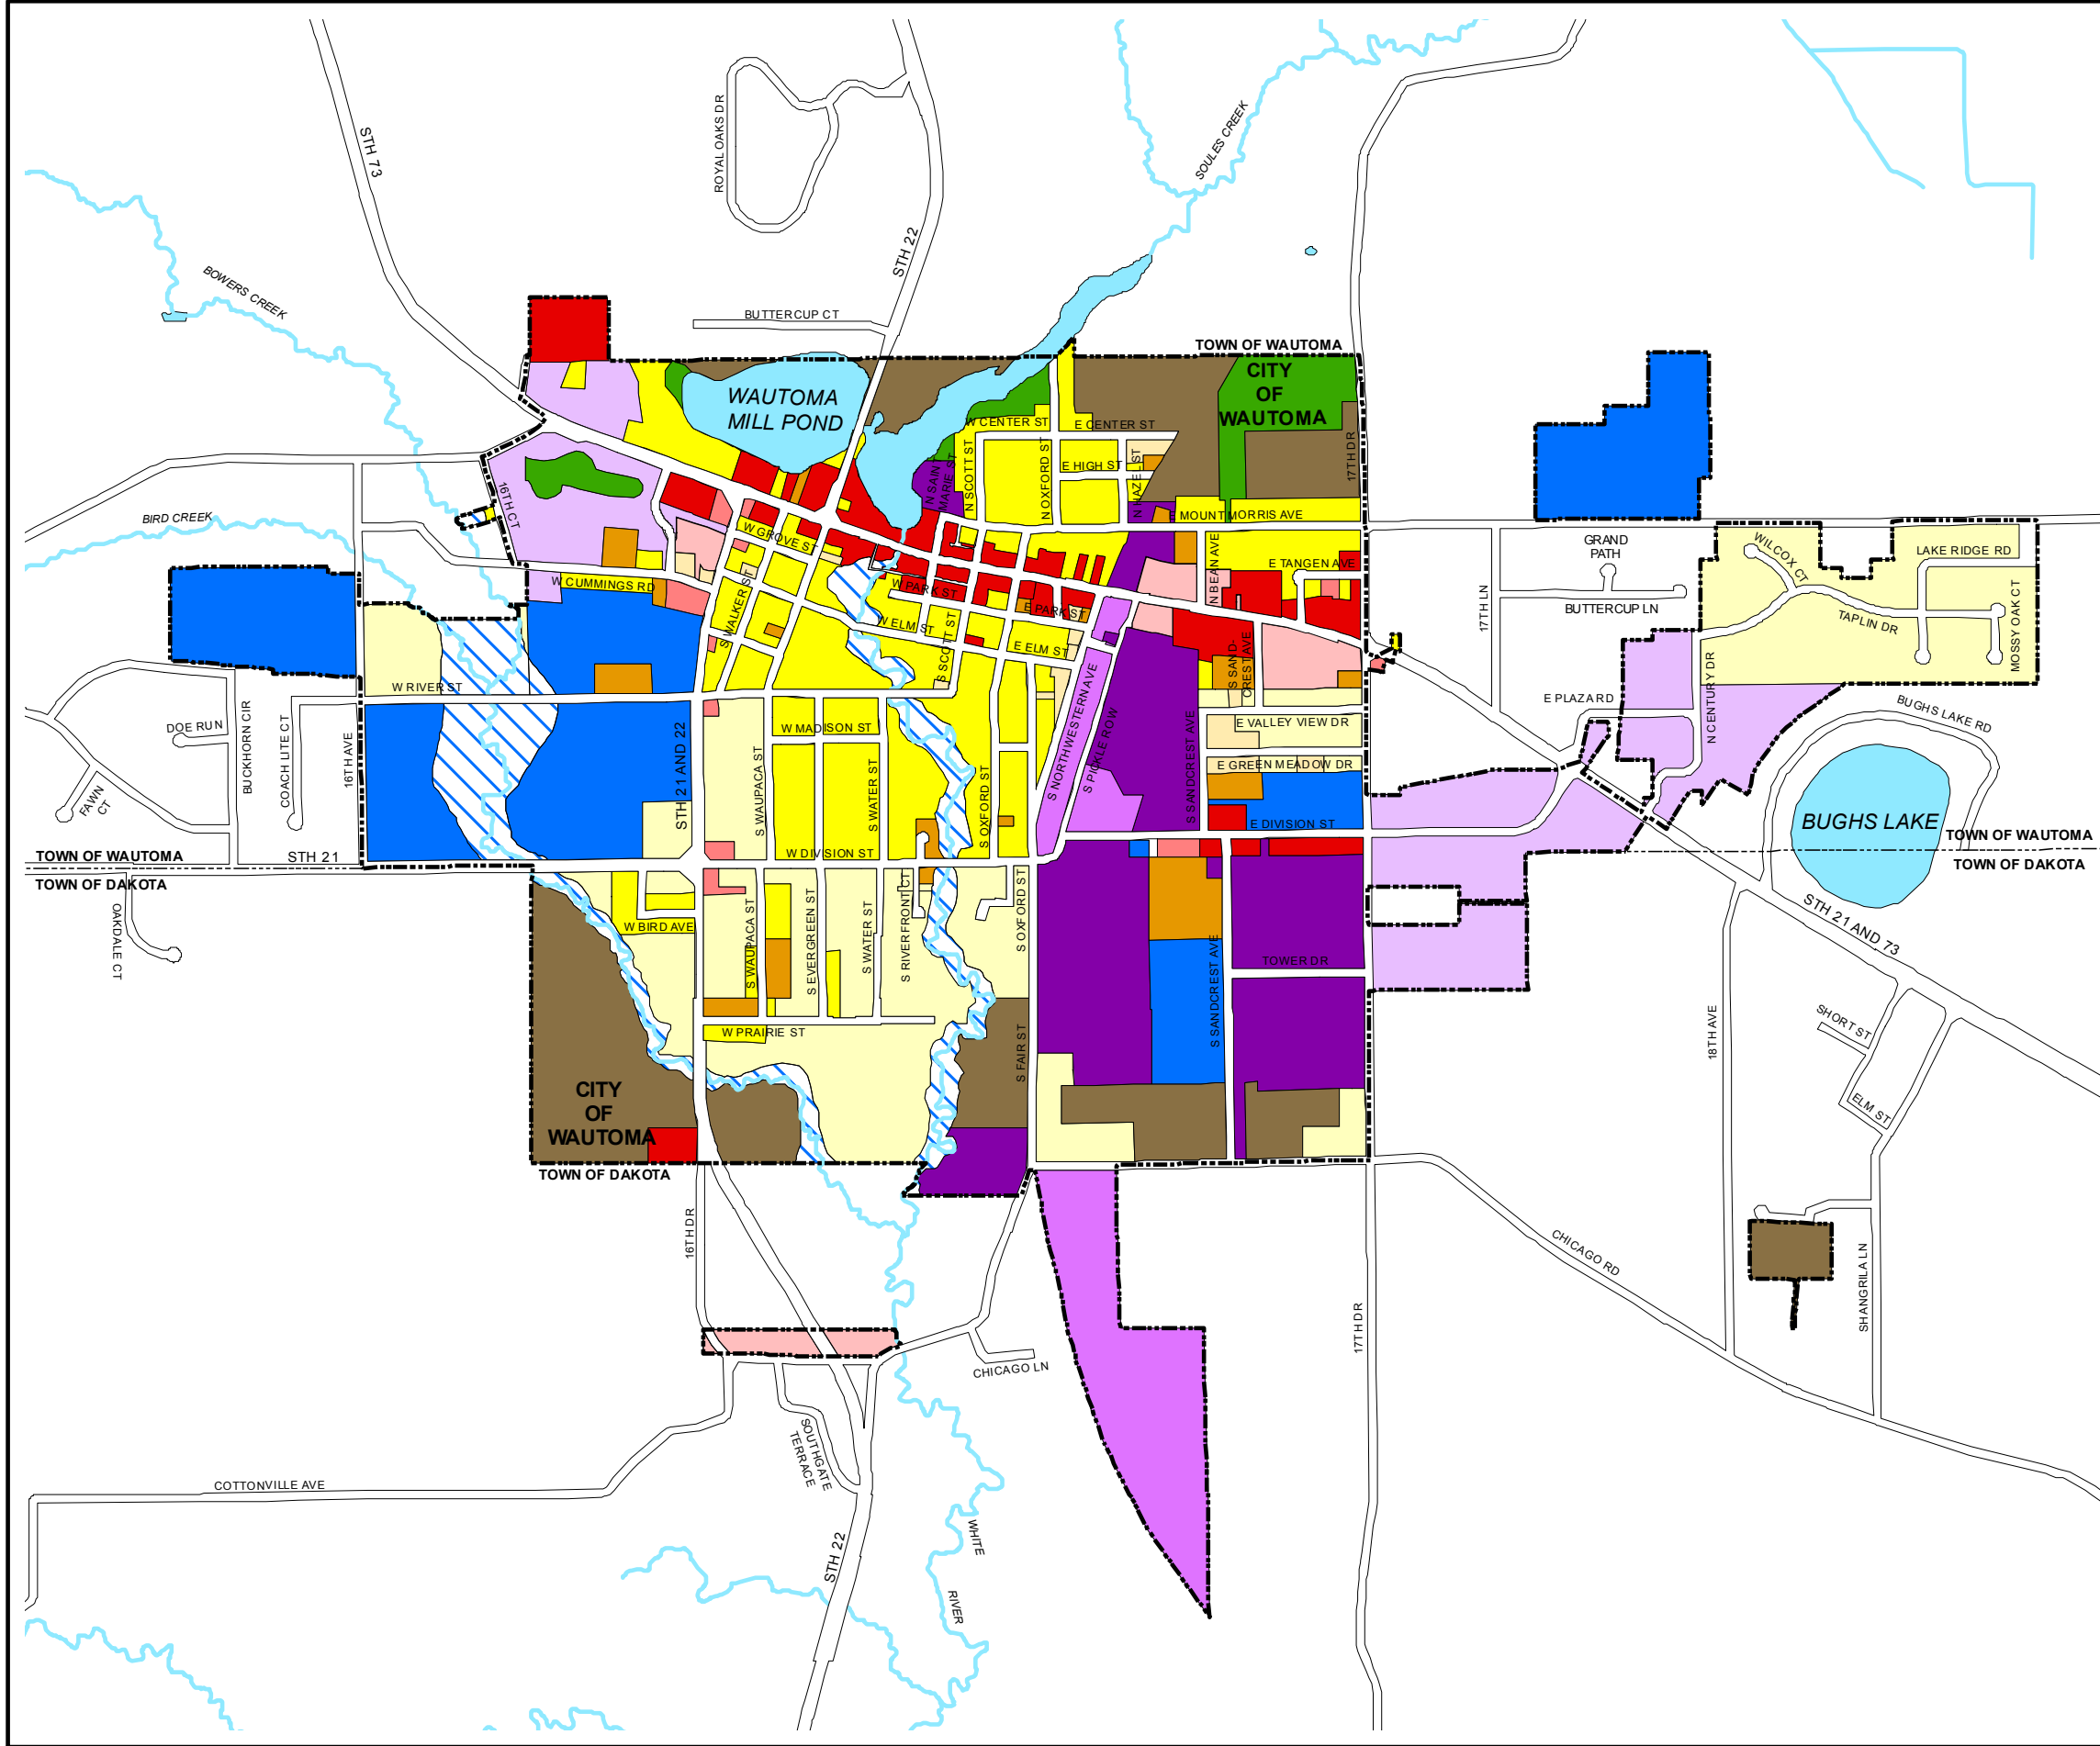 STH 73
ROYAL OAKS DR
SOULES CREEK
BOWERS CREEK
STH 22
BUTTERCUP CT
TOWN OF WAUTOMA
CITY
OF
WAUTOMA
WAUTOMA
MILL POND
W CENTER ST
E CENTER ST
17TH DR
N SAINT
MARIE ST
N SCOTT ST
N OXFORD ST
E HIGH ST
N HAZEL ST
16TH CT
BIRD CREEK
MOUNT MORRIS AVE
W GROVE ST
GRAND
PATH
WILCOX CT
LAKE RIDGE RD
E TANGEN AVE
N BEAN AVE
W CUMMINGS RD
W PARK ST
E PARK ST
17TH LN
BUTTERCUP LN
TAPLIN DR
MOSSY OAK CT
S WALKER ST
W ELM ST
S SCOTT ST
E ELM ST
S SAND-
CREST AVE
W RIVER ST
E PLAZA RD
N CENTURY DR
BUGHS LAKE RD
DOE RUN
BUCKHORN CIR
COACH LITE CT
16TH AVE
W MADISON ST
E VALLEY VIEW DR
S NORTHWESTERN AVE
S PICKLE ROW
E GREEN MEADOW DR
FAWN
CT
STH 21 AND 22
S WAUPACA ST
S WATER ST
S OXFORD ST
S SANDCREST AVE
E DIVISION ST
BUGHS LAKE
TOWN OF WAUTOMA
TOWN OF WAUTOMA
STH 21
W DIVISION ST
TOWN OF DAKOTA
TOWN OF DAKOTA
OAKDALE CT
W BIRD AVE
S WAUPACA ST
S EVERGREEN ST
S WATER ST
S RIVERFRONT CT
S OXFORD ST
STH 21 AND 73
TOWER DR
S SANDCREST AVE
W PRAIRIE ST
S FAIR ST
18TH AVE
SHORT ST
ELM ST
CITY
OF
WAUTOMA
TOWN OF DAKOTA
16TH DR
CHICAGO RD
SHANGRILA LN
17TH DR
CHICAGO LN
SOUTHGATE
TERRACE
COTTONVILLE AVE
STH 22
WHITE
RIVER